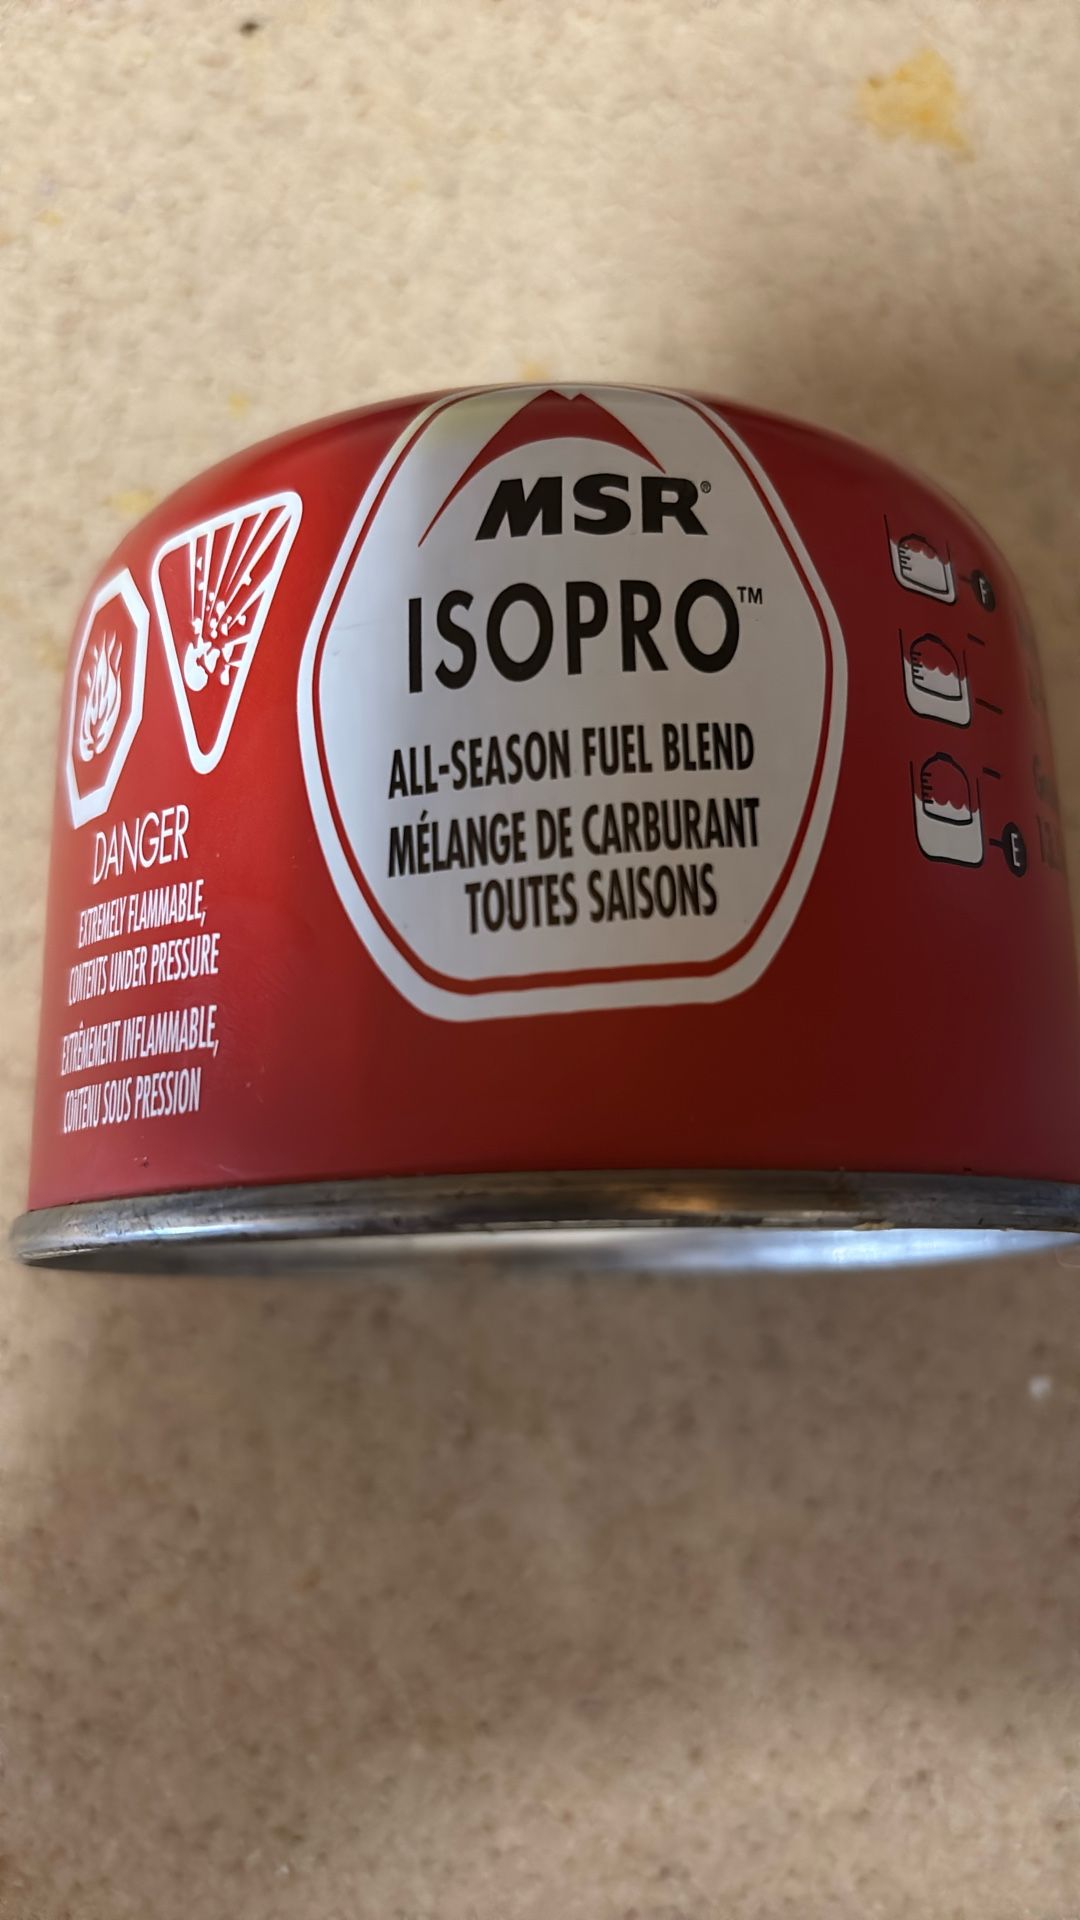 MSR®
ISOPRO™
ALL-SEASON FUEL BLEND
MÉLANGE DE CARBURANT
TOUTES SAISONS
DANGER
EXTREMELY FLAMMABLE,
CONTENTS UNDER PRESSURE
EXTRÊMEMENT INFLAMMABLE,
CONTENU SOUS PRESSION
F
E